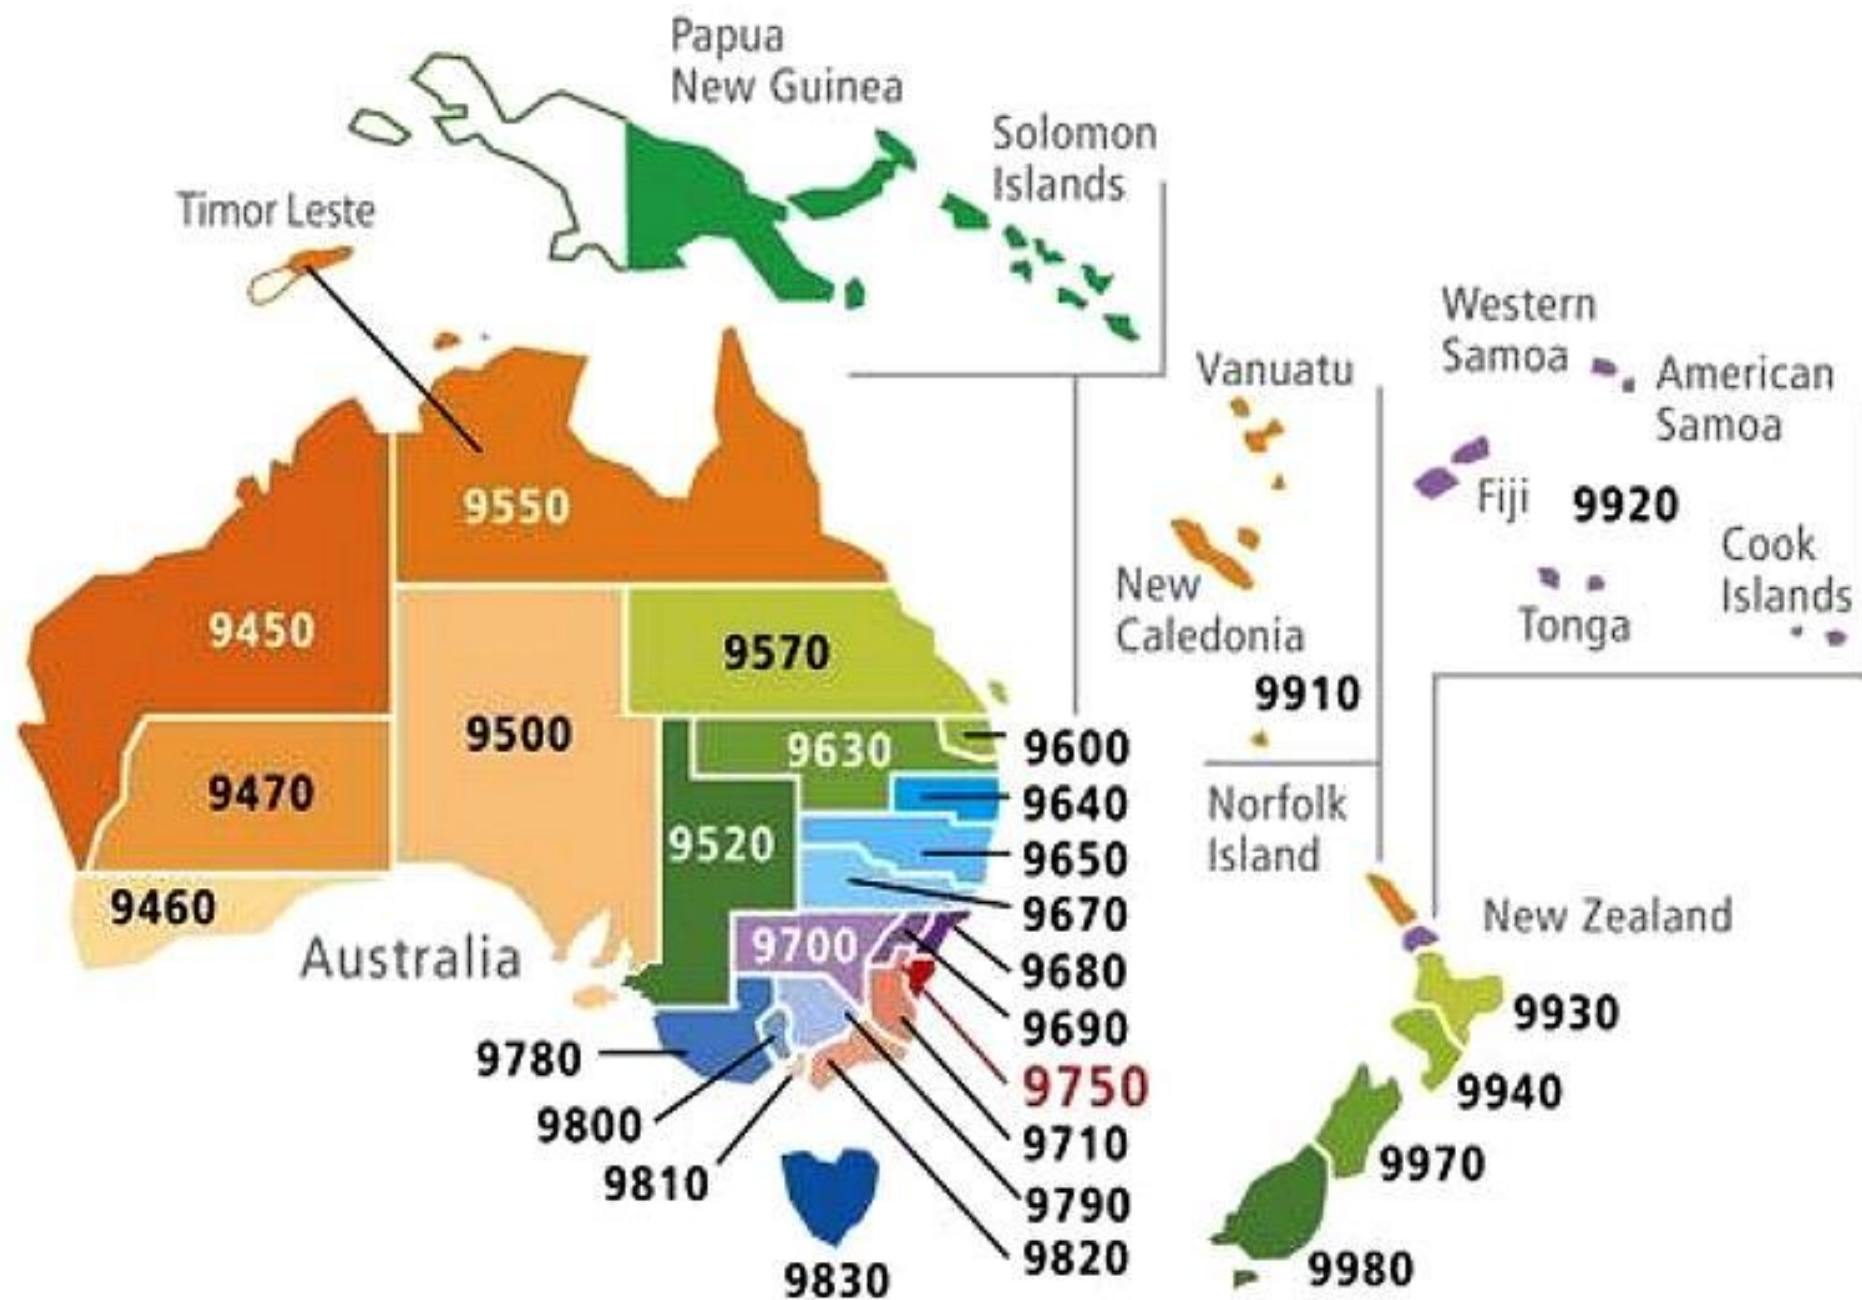 Papua
New Guinea
Solomon
Islands
Timor Leste
Western
Samoa
American
Samoa
Vanuatu
Fiji
9920
9550
Cook
Islands
New
Caledonia
Tonga
9450
9570
9910
9500
9630
9600
9470
9640
Norfolk
Island
9520
9650
9460
9670
New Zealand
Australia
9700
9680
9930
9690
9780
9750
9940
9800
9710
9970
9810
9790
9820
9830
9980